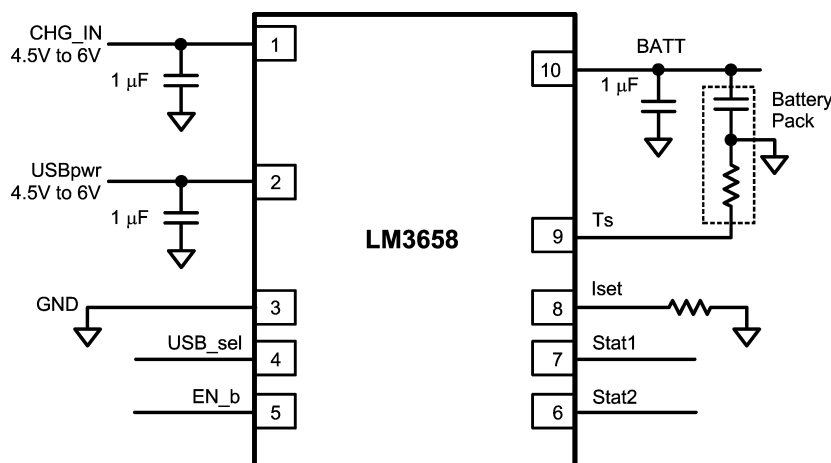 CHG_IN
4.5V to 6V
1
1 μF
USBpwr
4.5V to 6V
2
1 μF
GND
3
USB_sel
4
EN_b
5
LM3658
10
BATT
1 μF
Battery
Pack
9
Ts
8
Iset
7
Stat1
6
Stat2